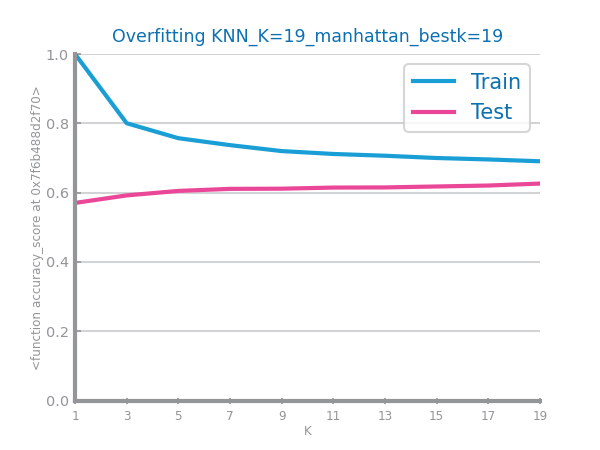 Overfitting KNN_K=19_manhattan_bestk=19
<function accuracy_score at 0x7f6b488d2f70>
1.0
0.8
0.6
0.4
0.2
0.0
Train
Test
1 3 5 7 9 11 13 15 17 19
K